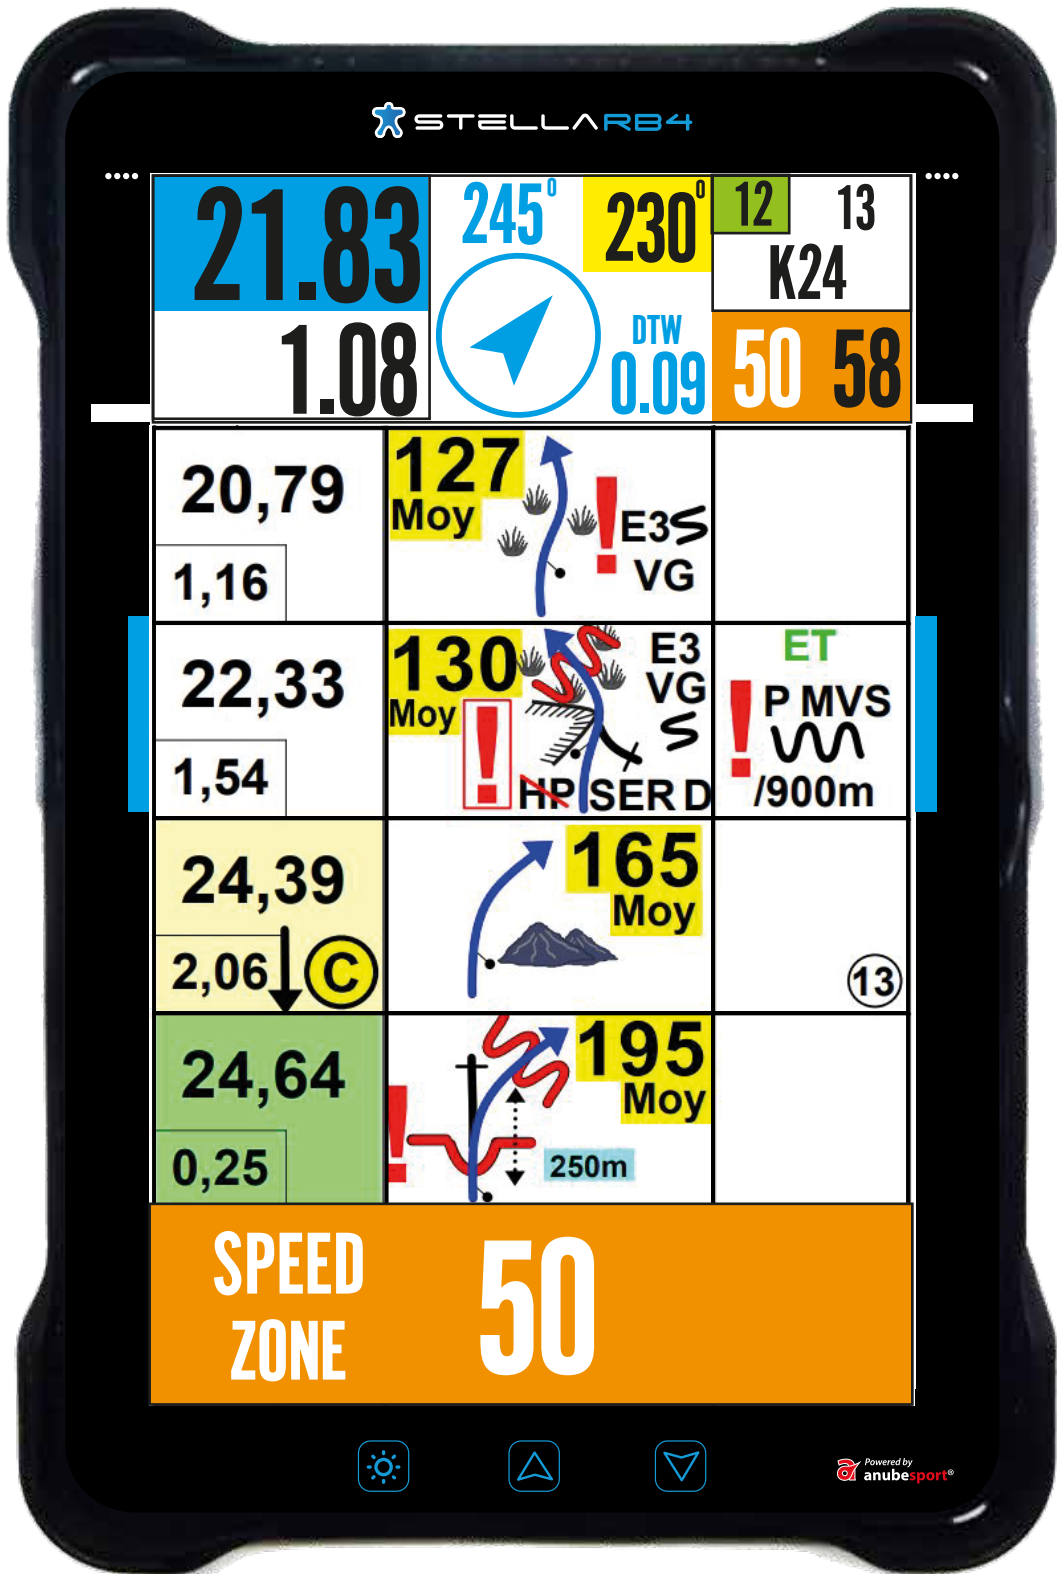 STELLARB4
21.83
245°
230°
12
13
K24
1.08
DTW
0.09
50
58
20,79
1,16
127
Moy
!
E3S
VG
22,33
1,54
130
Moy
!
E3
VG
S
HP SER D
ET
! P MVS
/900m
24,39
2,06
C
165
Moy
13
24,64
0,25
!
195
Moy
250m
SPEED
ZONE
50
Powered by
anubesport®